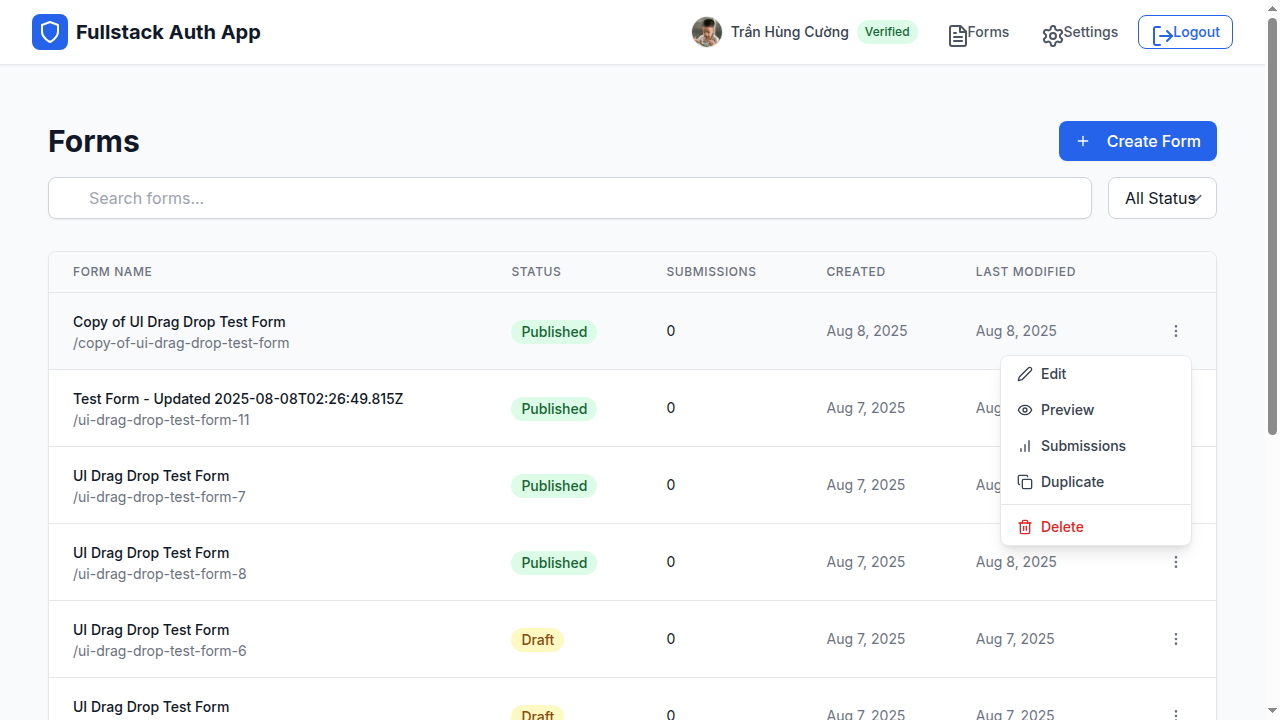 Fullstack Auth App
Trần Hùng Cường Verified Forms Settings Logout
Forms
+ Create Form
Search forms...
All Status
FORM NAME STATUS SUBMISSIONS CREATED LAST MODIFIED
Copy of UI Drag Drop Test Form
/copy-of-ui-drag-drop-test-form
Published 0 Aug 8, 2025 Aug 8, 2025
Edit
Preview
Submissions
Duplicate
Delete
Test Form - Updated 2025-08-08T02:26:49.815Z
/ui-drag-drop-test-form-11
Published 0 Aug 7, 2025 Aug
UI Drag Drop Test Form
/ui-drag-drop-test-form-7
Published 0 Aug 7, 2025 Aug
UI Drag Drop Test Form
/ui-drag-drop-test-form-8
Published 0 Aug 7, 2025 Aug 8, 2025
UI Drag Drop Test Form
/ui-drag-drop-test-form-6
Draft 0 Aug 7, 2025 Aug 7, 2025
UI Drag Drop Test Form
Draft 0 Aug 7, 2025 Aug 7, 2025